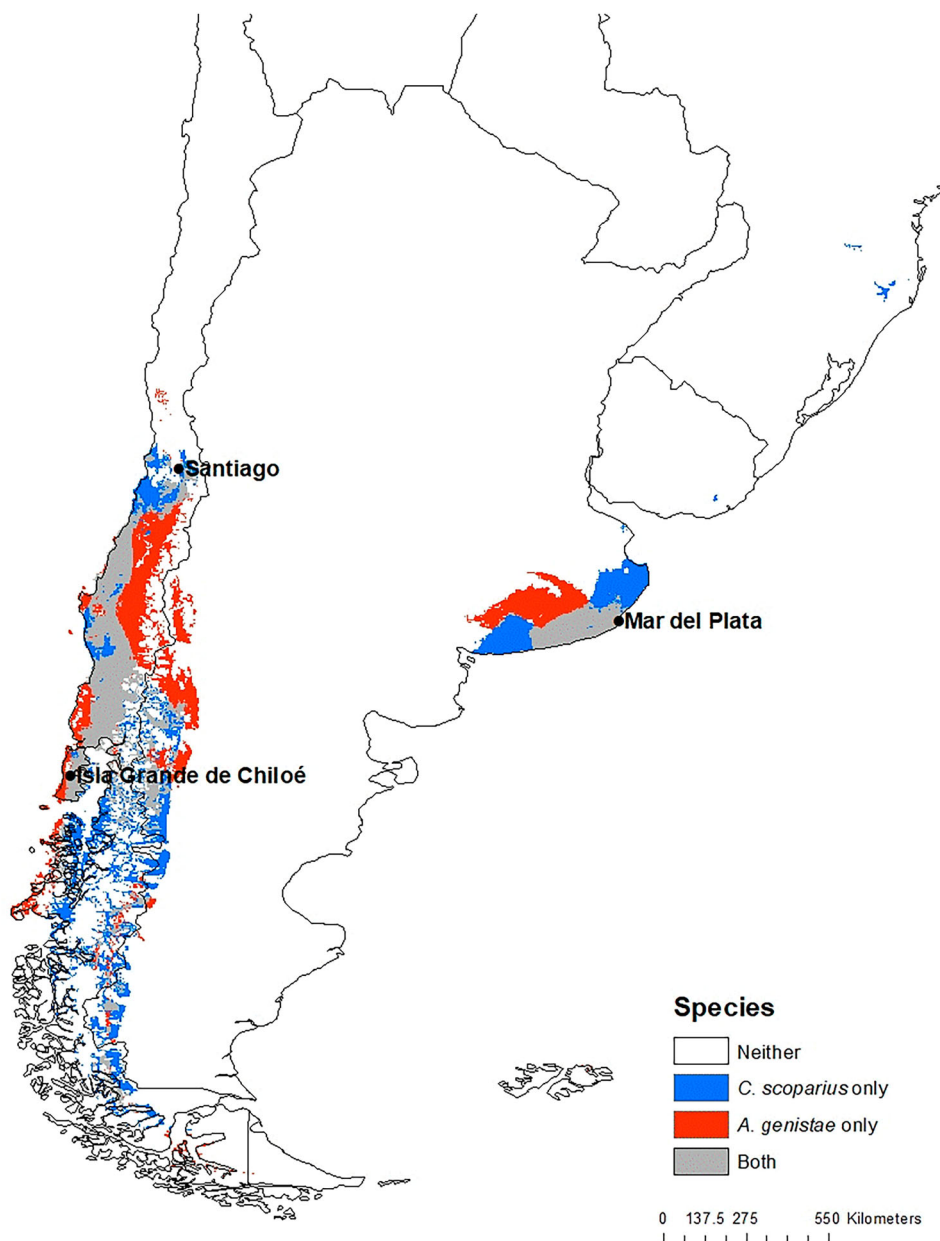 Santiago
Mar del Plata
Isla Grande de Chiloé
Species
Neither
C. scoparius only
A. genistae only
Both
0 137.5 275 550 Kilometers